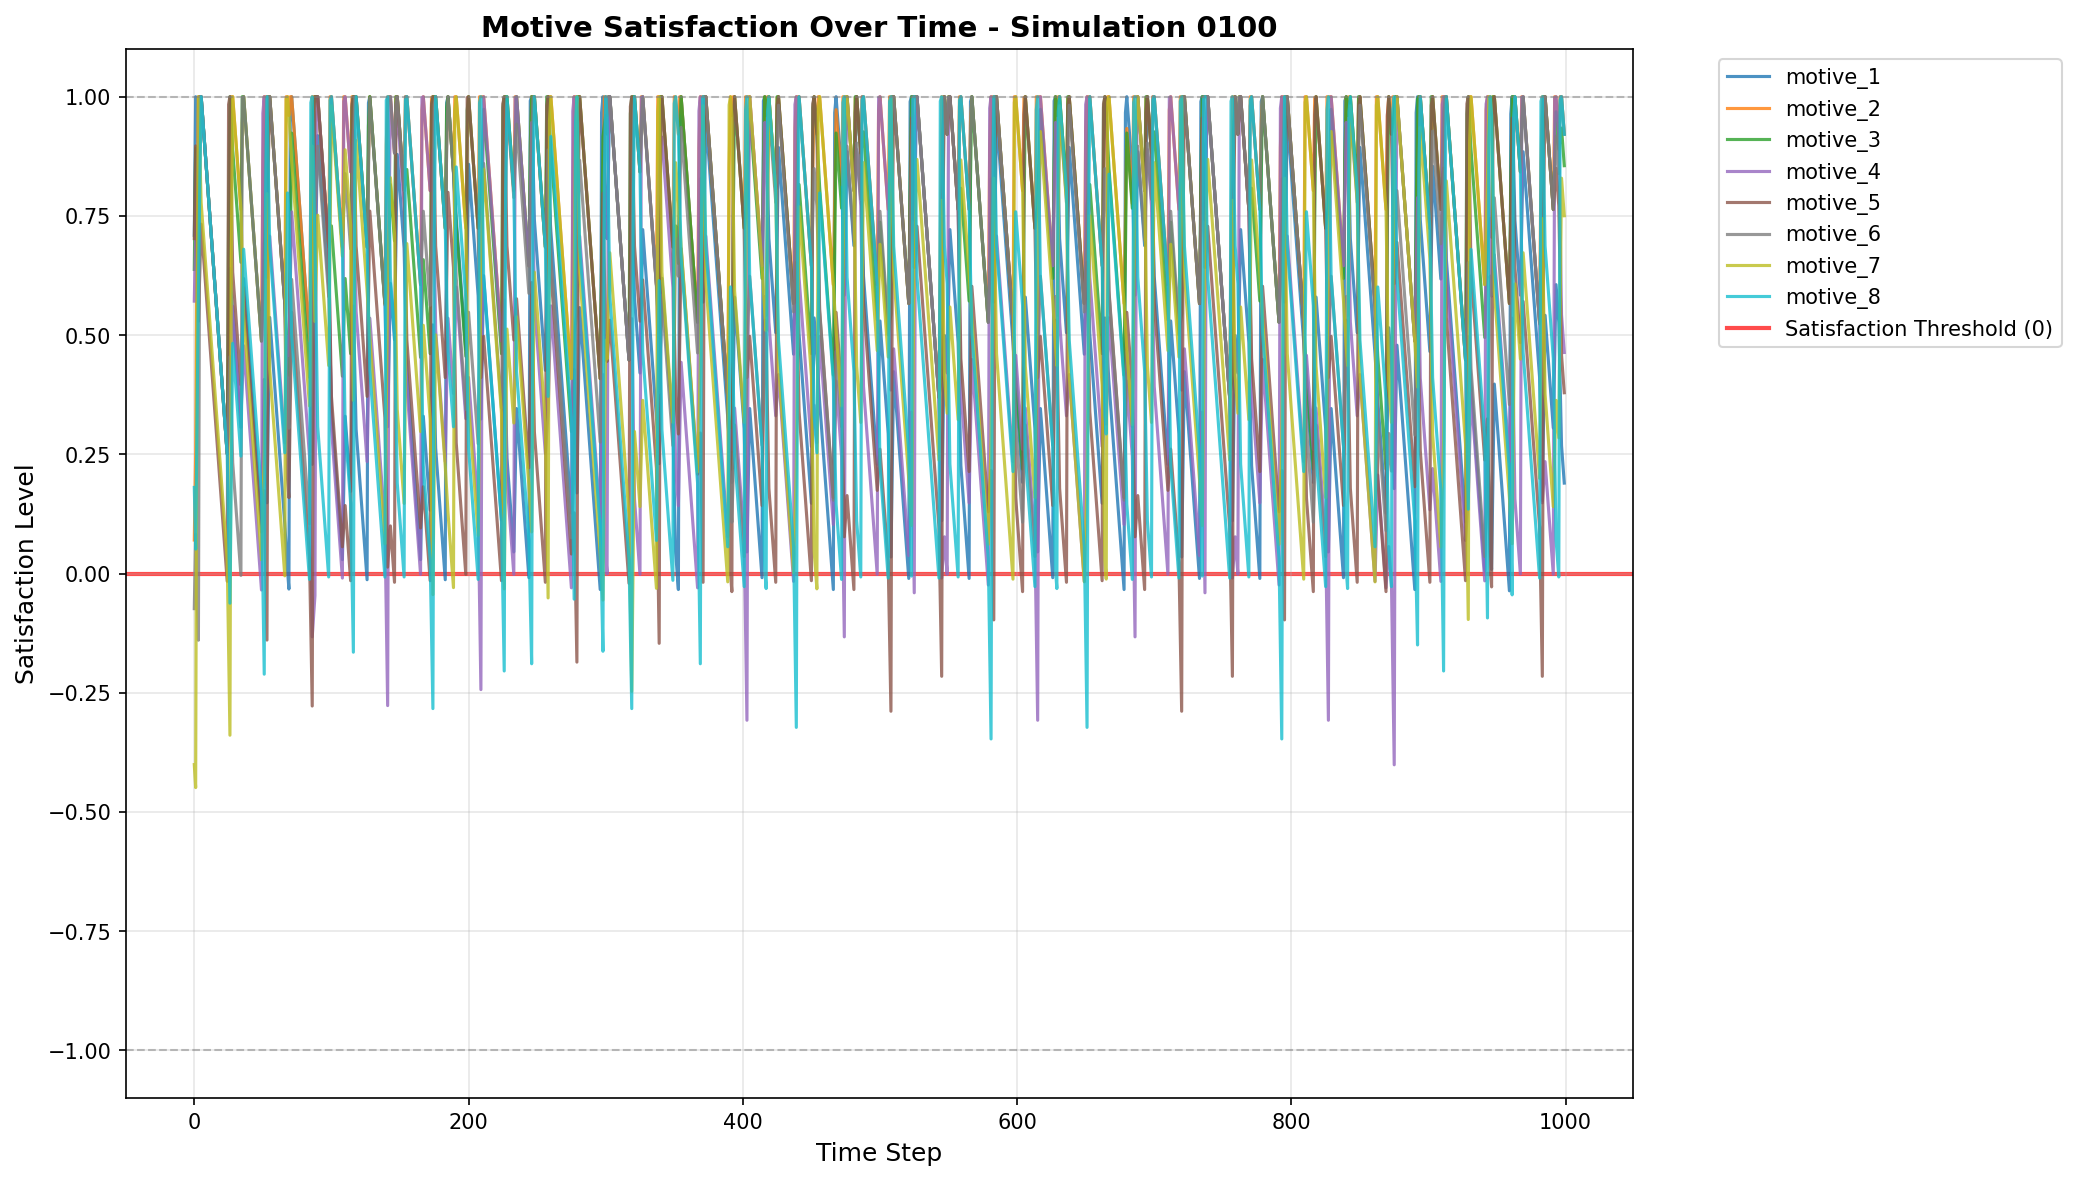 Motive Satisfaction Over Time - Simulation 0100
1.00
0.75
0.50
0.25
0.00
−0.25
−0.50
−0.75
−1.00
Satisfaction Level
0 200 400 600 800 1000
Time Step
motive_1
motive_2
motive_3
motive_4
motive_5
motive_6
motive_7
motive_8
Satisfaction Threshold (0)